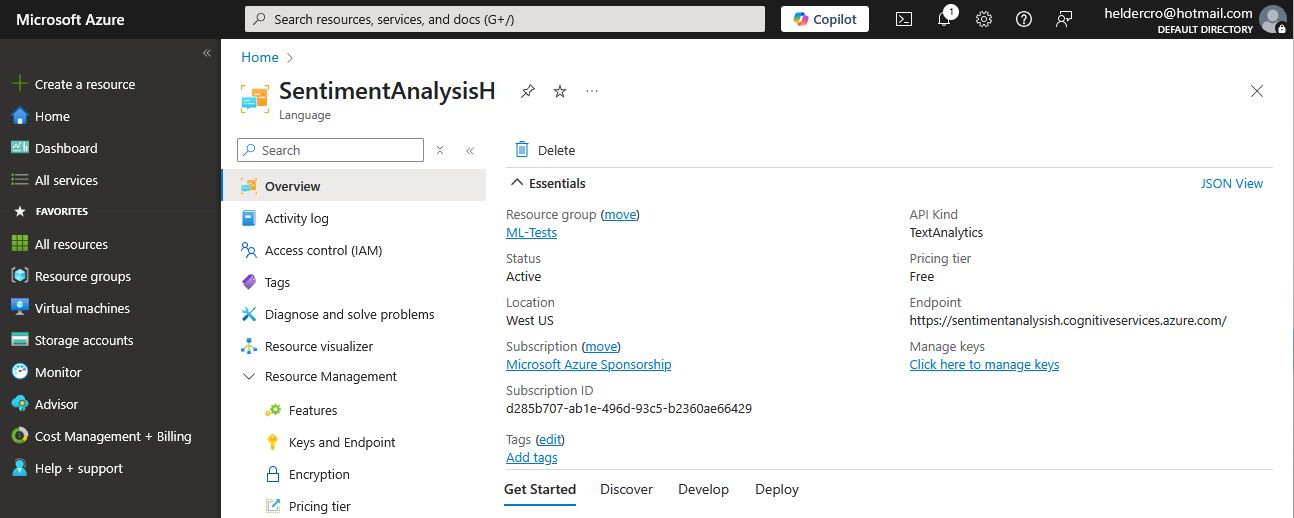 Microsoft Azure
Search resources, services, and docs (G+/)
Copilot
1
heldercro@hotmail.com
DEFAULT DIRECTORY
Create a resource
Home
Dashboard
All services
FAVORITES
All resources
Resource groups
Virtual machines
Storage accounts
Monitor
Advisor
Cost Management + Billing
Help + support
Home
SentimentAnalysisH
Language
Search
Overview
Activity log
Access control (IAM)
Tags
Diagnose and solve problems
Resource visualizer
Resource Management
Features
Keys and Endpoint
Encryption
Pricing tier
Delete
Essentials
JSON View
Resource group (move)
ML-Tests
Status
Active
Location
West US
Subscription (move)
Microsoft Azure Sponsorship
Subscription ID
d285b707-ab1e-496d-93c5-b2360ae66429
Tags (edit)
Add tags
API Kind
TextAnalytics
Pricing tier
Free
Endpoint
https://sentimentanalysish.cognitiveservices.azure.com/
Manage keys
Click here to manage keys
Get Started Discover Develop Deploy